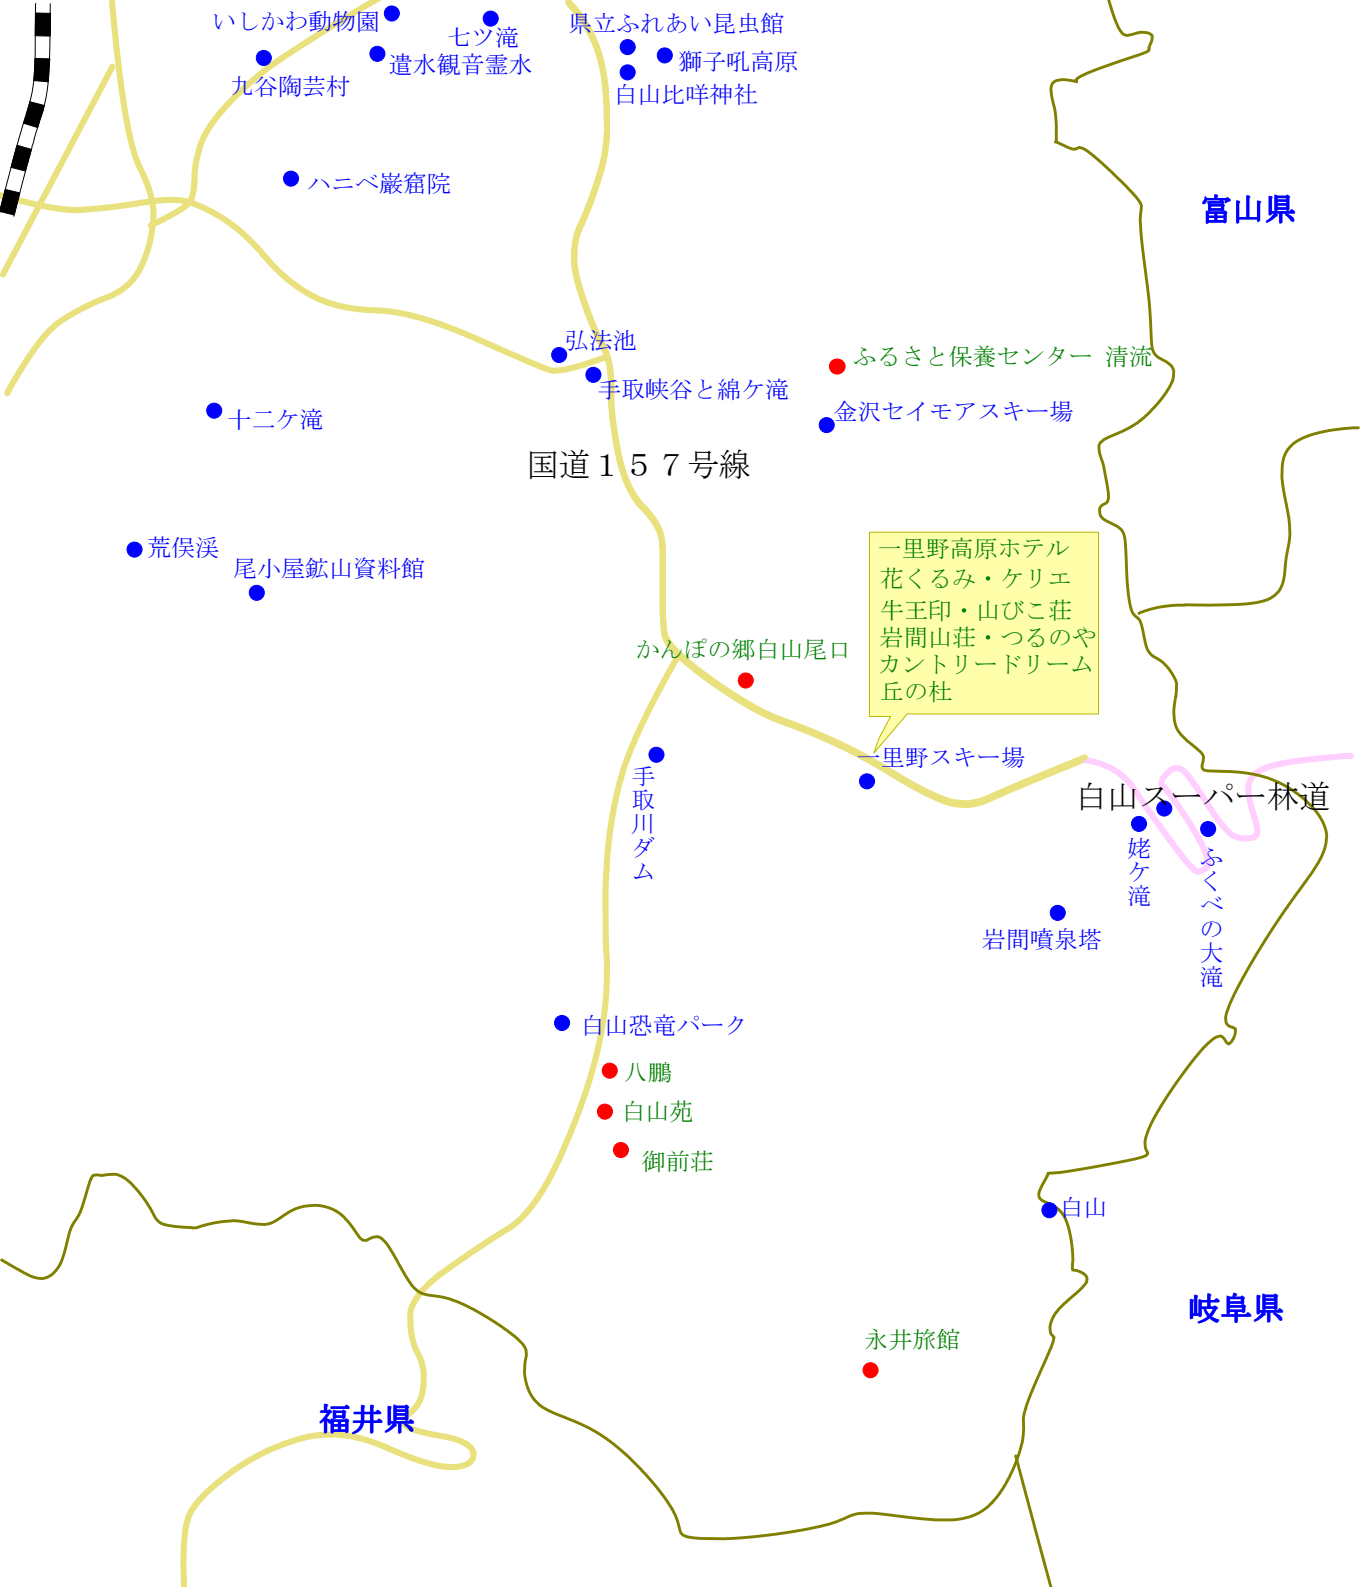 いしかわ動物園
七ツ滝
県立ふれあい昆虫館
遣水観音霊水
獅子吼高原
九谷陶芸村
白山比咩神社
ハニベ巌窟院
富山県
弘法池
ふるさと保養センター 清流
手取峡谷と綿ケ滝
金沢セイモアスキー場
十二ケ滝
国道１５７号線
荒俣渓
尾小屋鉱山資料館
一里野高原ホテル
花くるみ・ケリエ
牛王印・山びこ荘
岩間山荘・つるのや
カントリードリーム
丘の杜
かんぽの郷白山尾口
一里野スキー場
手取川ダム
白山スーパー林道
姥ケ滝
ふくべの大滝
岩間噴泉塔
白山恐竜パーク
八鵬
白山苑
御前荘
白山
岐阜県
永井旅館
福井県